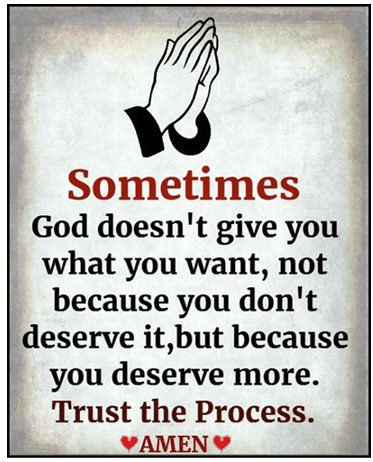 Sometimes
God doesn't give you
what you want, not
because you don't
deserve it,but because
you deserve more.
Trust the Process.
❤AMEN❤